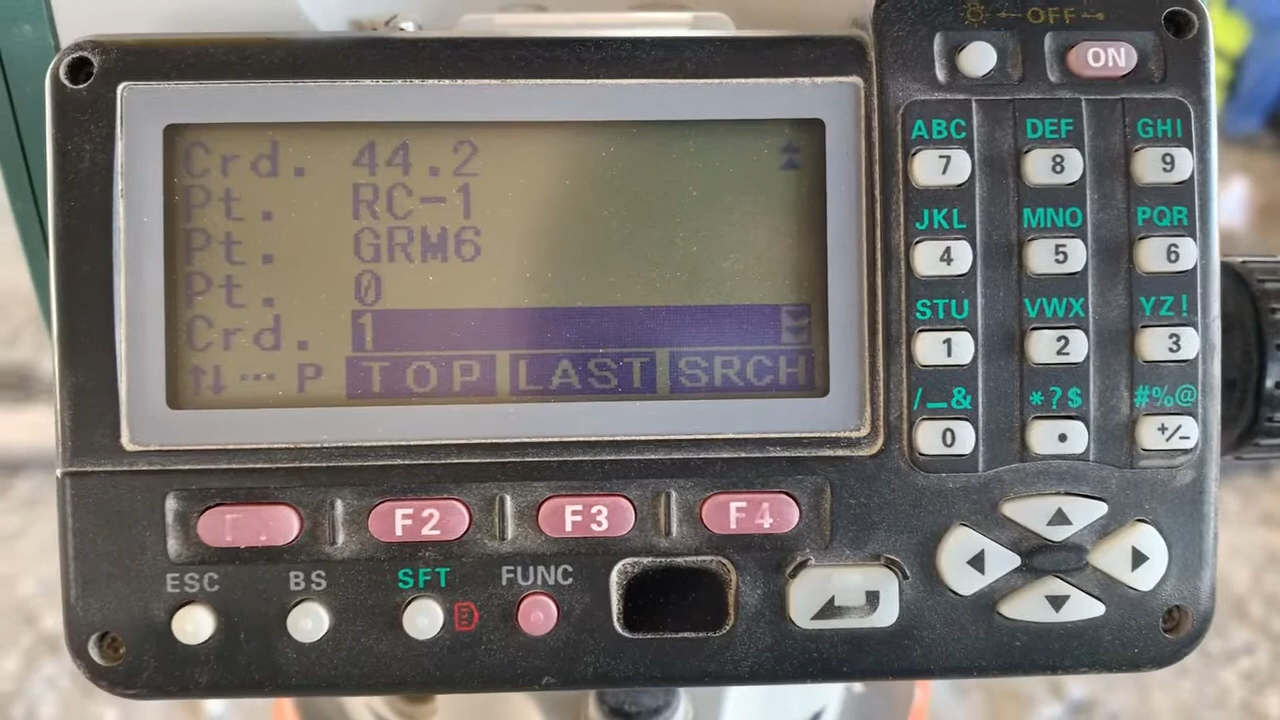 OFF
ON
Crd. 44.2
Pt. RC-1
Pt. GRM6
Pt. 0
Crd. 1
↑↓--- P TOP LAST SRCH
ABC DEF GHI
7 8 9
JKL MNO PQR
4 5 6
STU VWX YZ!
1 2 3
/_& *?$ #%@
0 . +/-
F2 F3 F4
ESC BS SFT FUNC